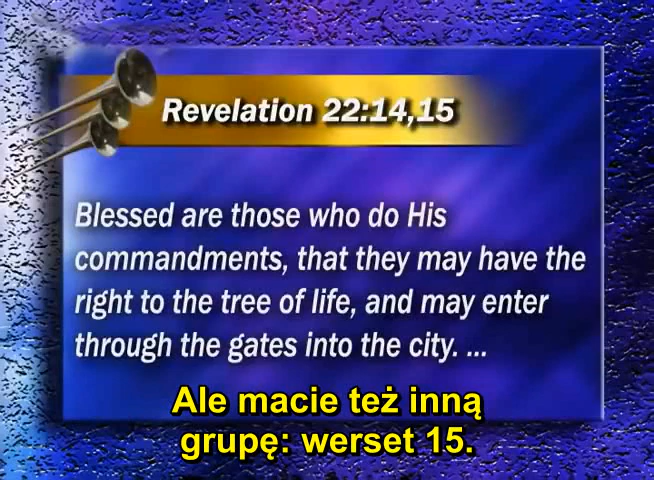 Revelation 22:14,15
Blessed are those who do His
commandments, that they may have the
right to the tree of life, and may enter
through the gates into the city. ...
Ale macie też inną
grupę: werset 15.